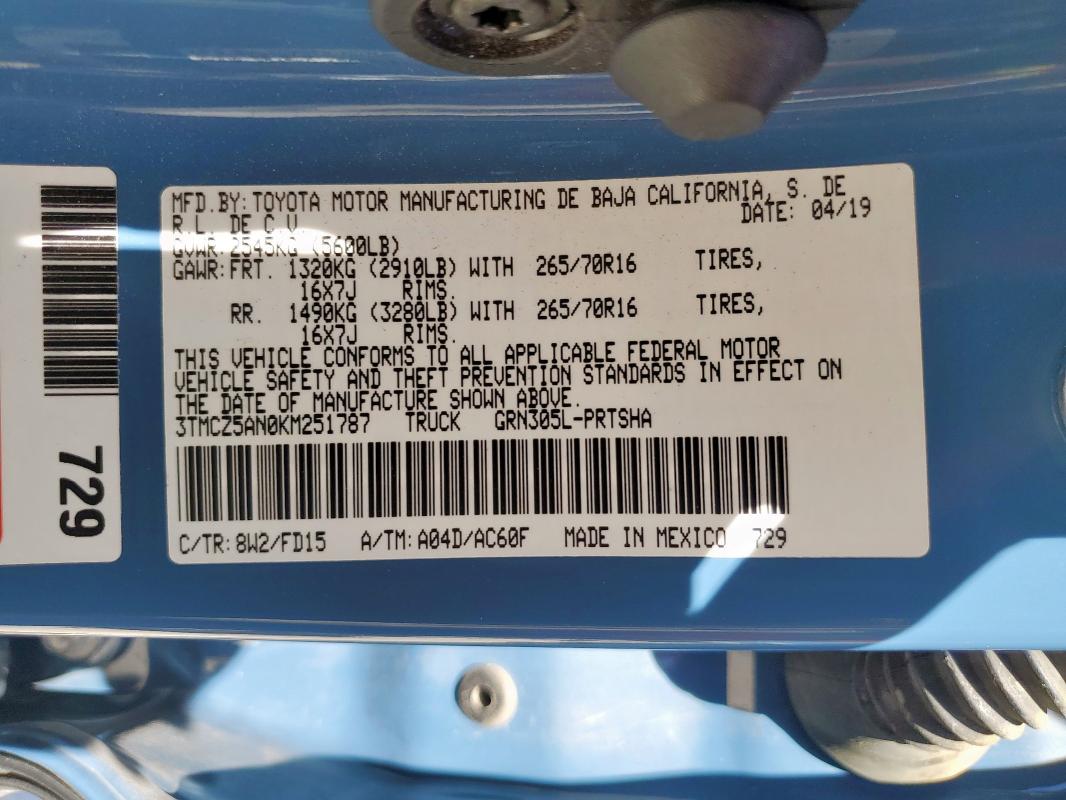 MFD.BY:TOYOTA MOTOR MANUFACTURING DE BAJA CALIFORNIA, S. DE
R.L. DE C.V. DATE: 04/19
GVWR 2545KG (5600LB)
GAWR:FRT. 1320KG (2910LB) WITH 265/70R16 TIRES,
16X7J RIMS.
RR. 1490KG (3280LB) WITH 265/70R16 TIRES,
16X7J RIMS.
THIS VEHICLE CONFORMS TO ALL APPLICABLE FEDERAL MOTOR
VEHICLE SAFETY AND THEFT PREVENTION STANDARDS IN EFFECT ON
THE DATE OF MANUFACTURE SHOWN ABOVE.
3TMCZ5AN0KM251787 TRUCK GRN305L-PRTSHA
C/TR:8W2/FD15 A/TM:A04D/AC60F MADE IN MEXICO 729
729